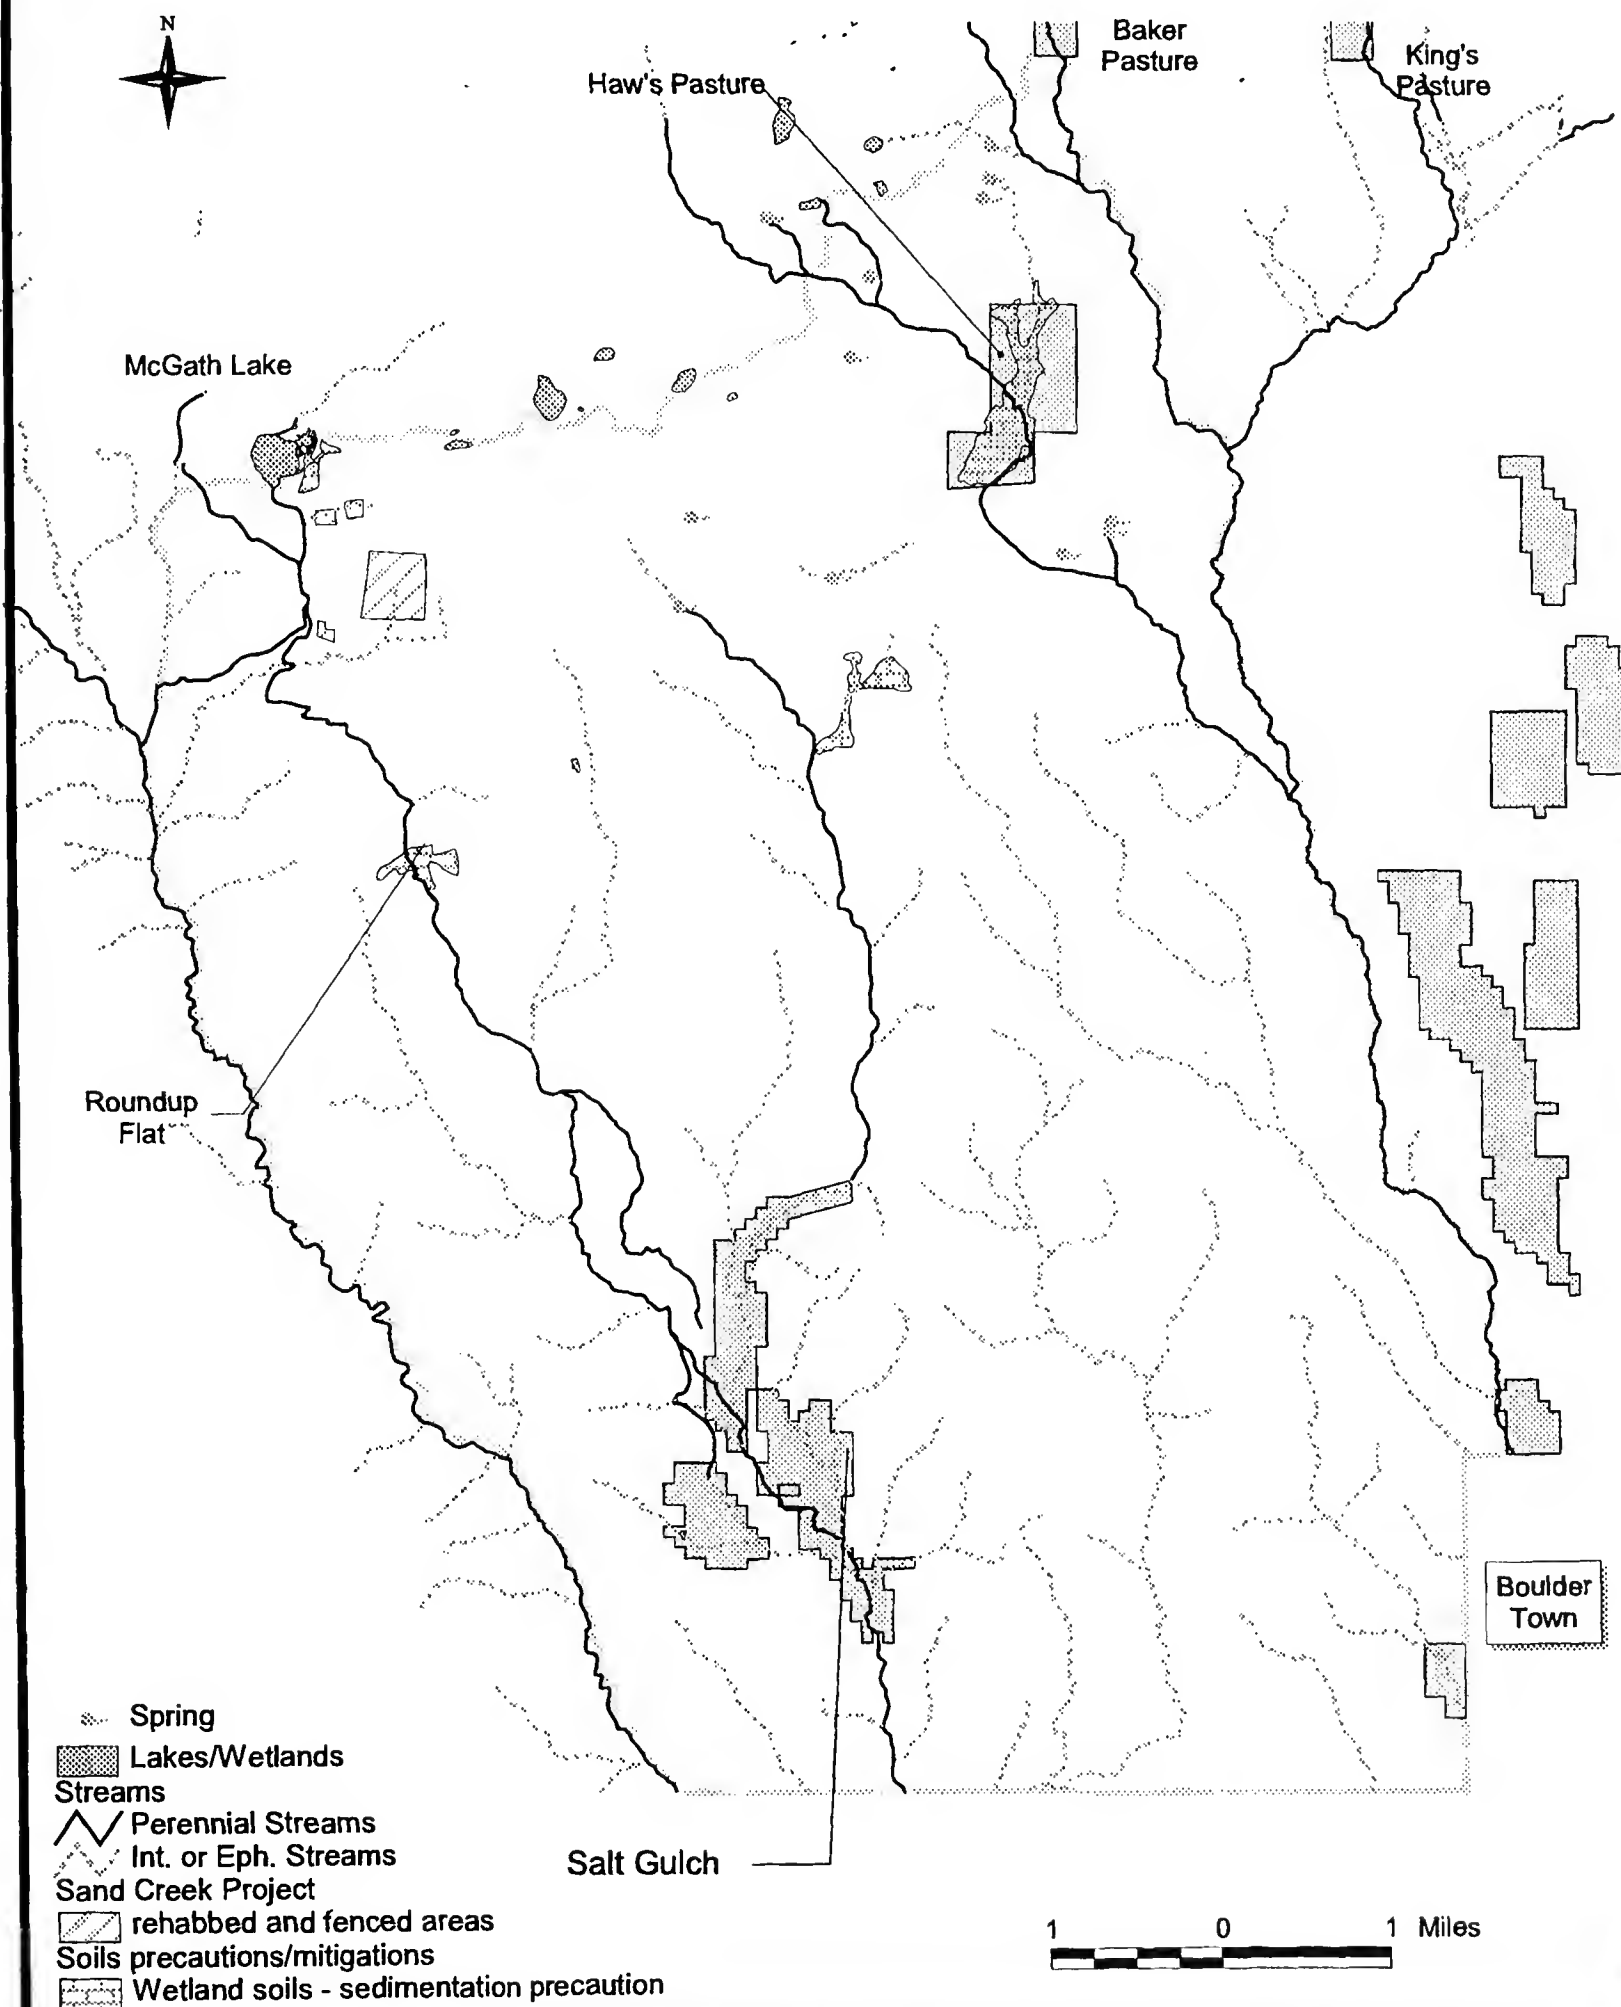 N
Baker
Pasture
King's
Pasture
Haw's Pasture
McGath Lake
Roundup
Flat
Boulder
Town
Spring
Lakes/Wetlands
Streams
Perennial Streams
Int. or Eph. Streams
Sand Creek Project
rehabbed and fenced areas
Soils precautions/mitigations
Wetland soils - sedimentation precaution
Salt Gulch
1 0 1 Miles